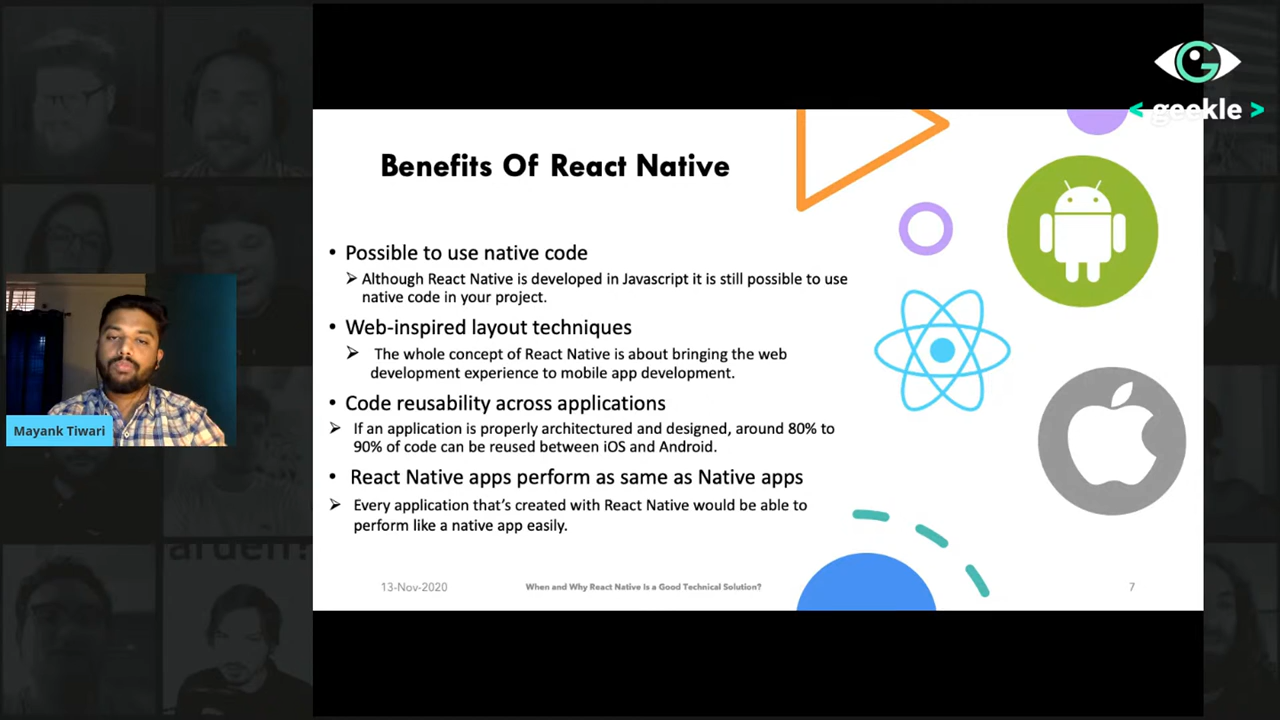 < geekle >
Benefits Of React Native
• Possible to use native code
➢ Although React Native is developed in Javascript it is still possible to use
native code in your project.
• Web-inspired layout techniques
➢ The whole concept of React Native is about bringing the web
development experience to mobile app development.
• Code reusability across applications
➢ If an application is properly architectured and designed, around 80% to
90% of code can be reused between iOS and Android.
• React Native apps perform as same as Native apps
➢ Every application that’s created with React Native would be able to
perform like a native app easily.
Mayank Tiwari
13-Nov-2020
When and Why React Native Is a Good Technical Solution?
7